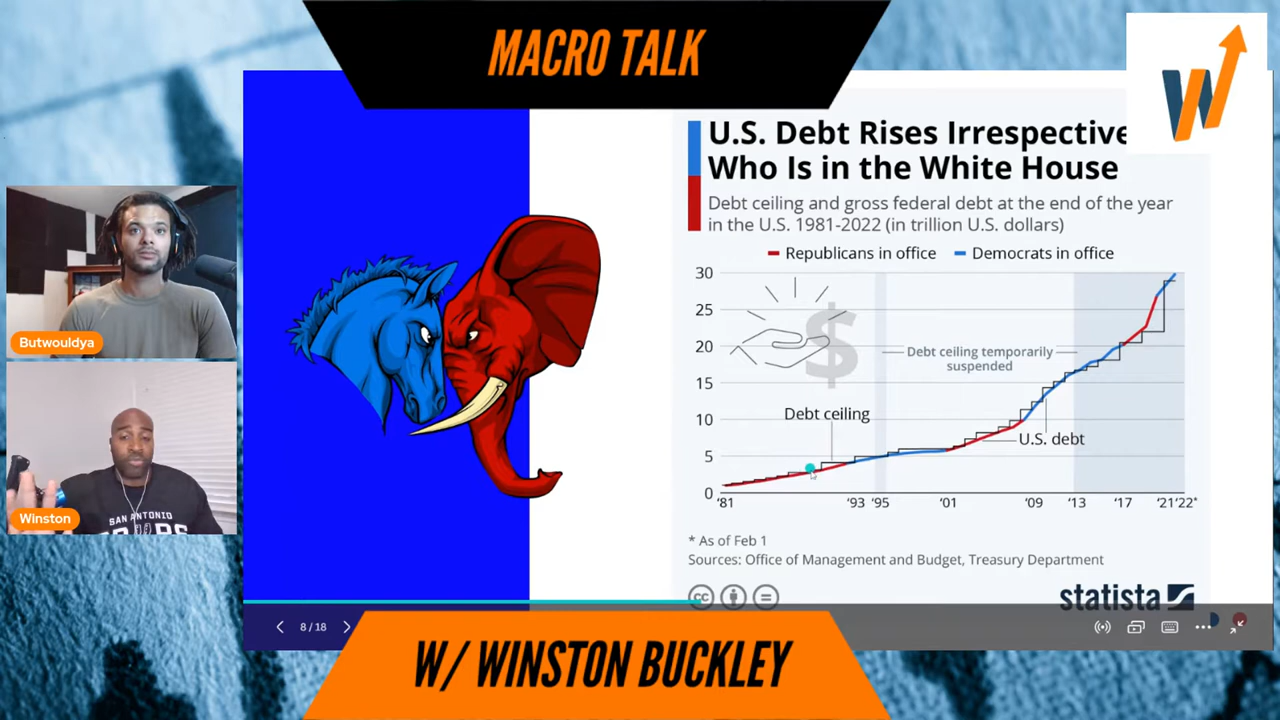 MACRO TALK
W
U.S. Debt Rises Irrespective
Who Is in the White House
Debt ceiling and gross federal debt at the end of the year
in the U.S. 1981-2022 (in trillion U.S. dollars)
Republicans in office
Democrats in office
30
25
20
15
10
5
0
$
Debt ceiling temporarily
suspended
Debt ceiling
U.S. debt
'81
'93
'95
'01
'09
'13
'17
'21
'22*
* As of Feb 1
Sources: Office of Management and Budget, Treasury Department
cc
statista
8 / 18
Butwouldya
Winston
SAN ANTONIO
W/ WINSTON BUCKLEY